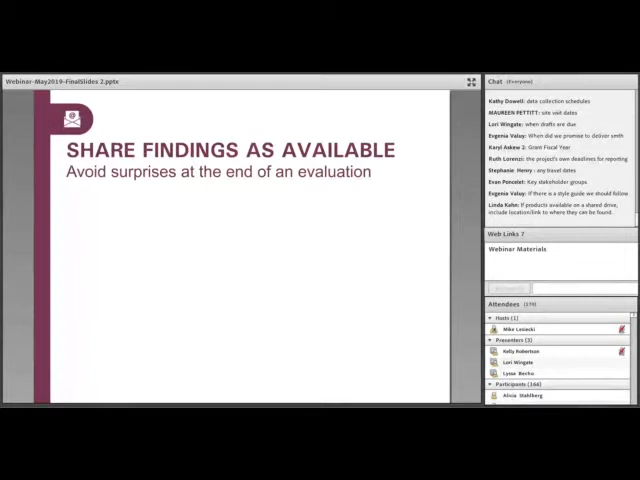 Webinar-May2019-FinalSlides 2.pptx
SHARE FINDINGS AS AVAILABLE
Avoid surprises at the end of an evaluation
Chat (Everyone)
Kathy Dowell: data collection schedules
MAUREEN PETTITT: site visit dates
Lori Wingate: when drafts are due
Evgenia Valuy: When did we promise to deliver smth
Karyl Askew 2: Grant Fiscal Year
Ruth Lorenzi: the project's own deadlines for reporting
Stephanie Henry: any travel dates
Evan Poncelet: Key stakeholder groups
Evgenia Valuy: If there is a style guide we should follow
Linda Kahn: If products available on a shared drive,
include location/link to where they can be found.
Web Links 7
Webinar Materials
Attendees (170)
Hosts (1)
Mike Lesiecki
Presenters (3)
Kelly Robertson
Lori Wingate
Lyssa Becho
Participants (166)
Alicia Stahlberg